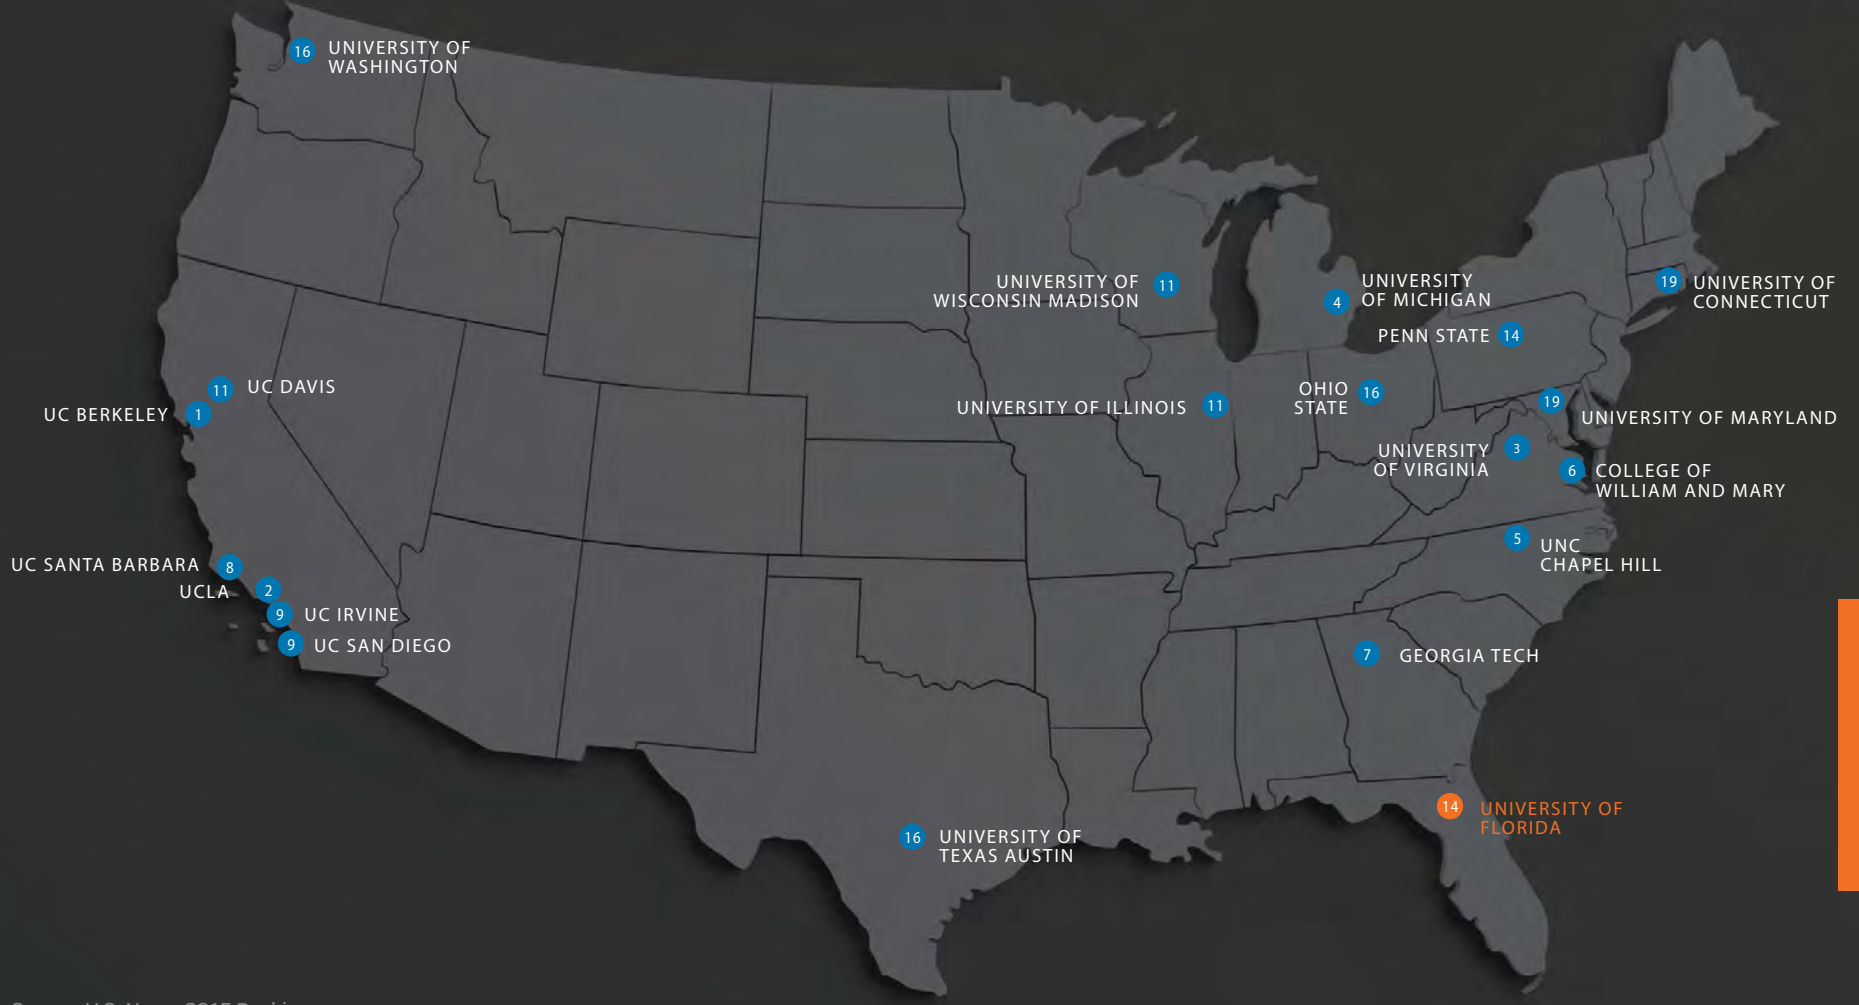 16 UNIVERSITY OF
WASHINGTON
UNIVERSITY OF
WISCONSIN MADISON 11
UNIVERSITY
OF MICHIGAN
4
19 UNIVERSITY OF
CONNECTICUT
PENN STATE 14
11 UC DAVIS
UC BERKELEY 1
UNIVERSITY OF ILLINOIS 11
OHIO
STATE 16
19
UNIVERSITY OF MARYLAND
UNIVERSITY
OF VIRGINIA 3
6 COLLEGE OF
WILLIAM AND MARY
5 UNC
CHAPEL HILL
UC SANTA BARBARA 8
UCLA 2
9 UC IRVINE
9 UC SAN DIEGO
7 GEORGIA TECH
14 UNIVERSITY OF
FLORIDA
16 UNIVERSITY OF
TEXAS AUSTIN